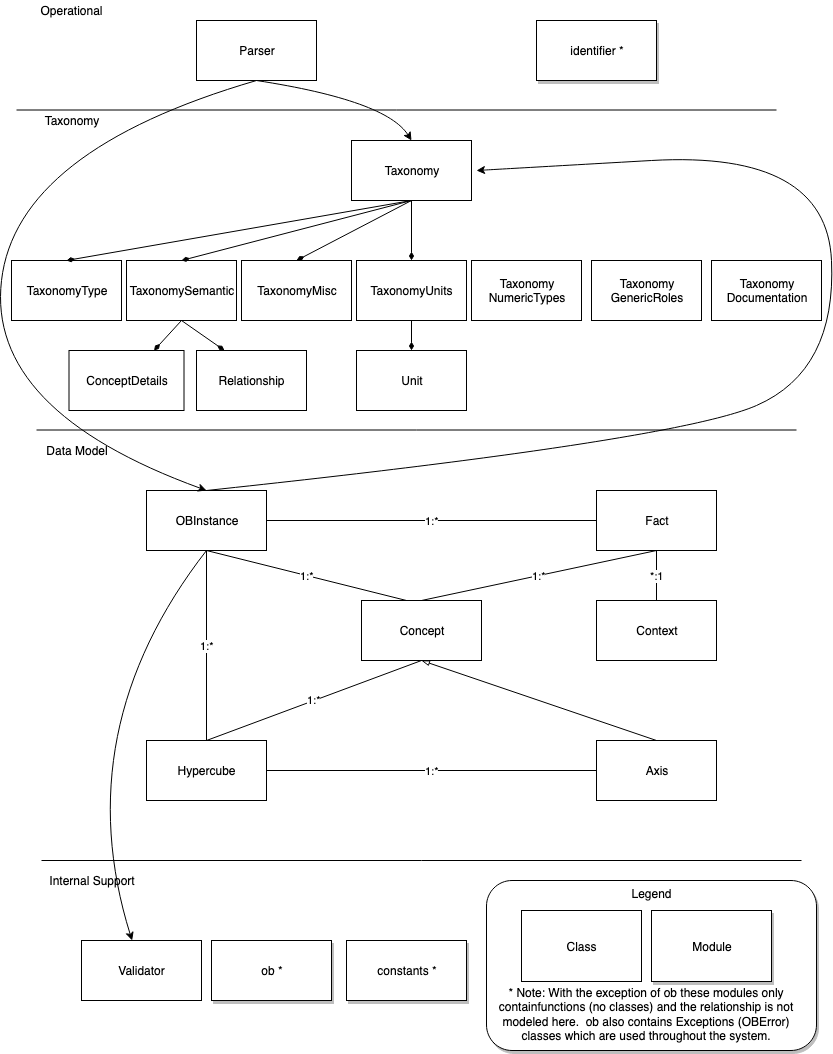 Operational
Parser
identifier *
Taxonomy
Taxonomy
TaxonomyType
TaxonomySemantic
TaxonomyMisc
TaxonomyUnits
Taxonomy
NumericTypes
Taxonomy
GenericRoles
Taxonomy
Documentation
ConceptDetails
Relationship
Unit
Data Model
OBInstance
1:*
Fact
1:*
1:*
*:1
Concept
Context
1:*
1:*
Hypercube
1:*
Axis
Internal Support
Validator
ob *
constants *
Legend
Class
Module
* Note: With the exception of ob these modules only
containfunctions (no classes) and the relationship is not
modeled here.  ob also contains Exceptions (OBError)
classes which are used throughout the system.